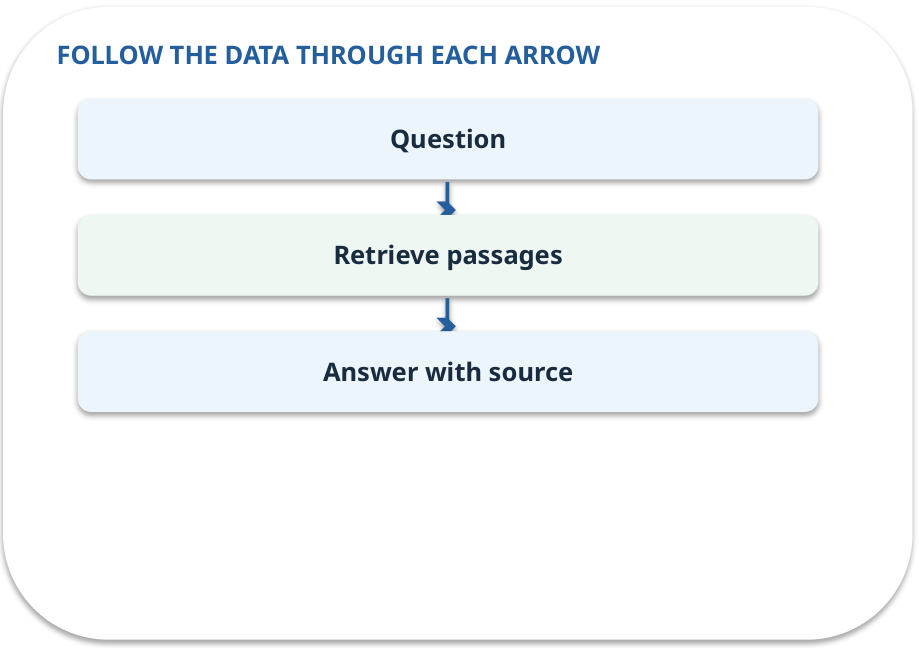 FOLLOW THE DATA THROUGH EACH ARROW
Question
Retrieve passages
Answer with source